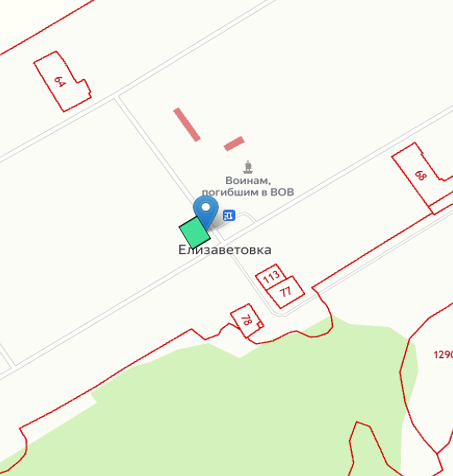 64
Воинам,
погибшим в ВОВ
68
Елизаветовка
113
77
78
1290